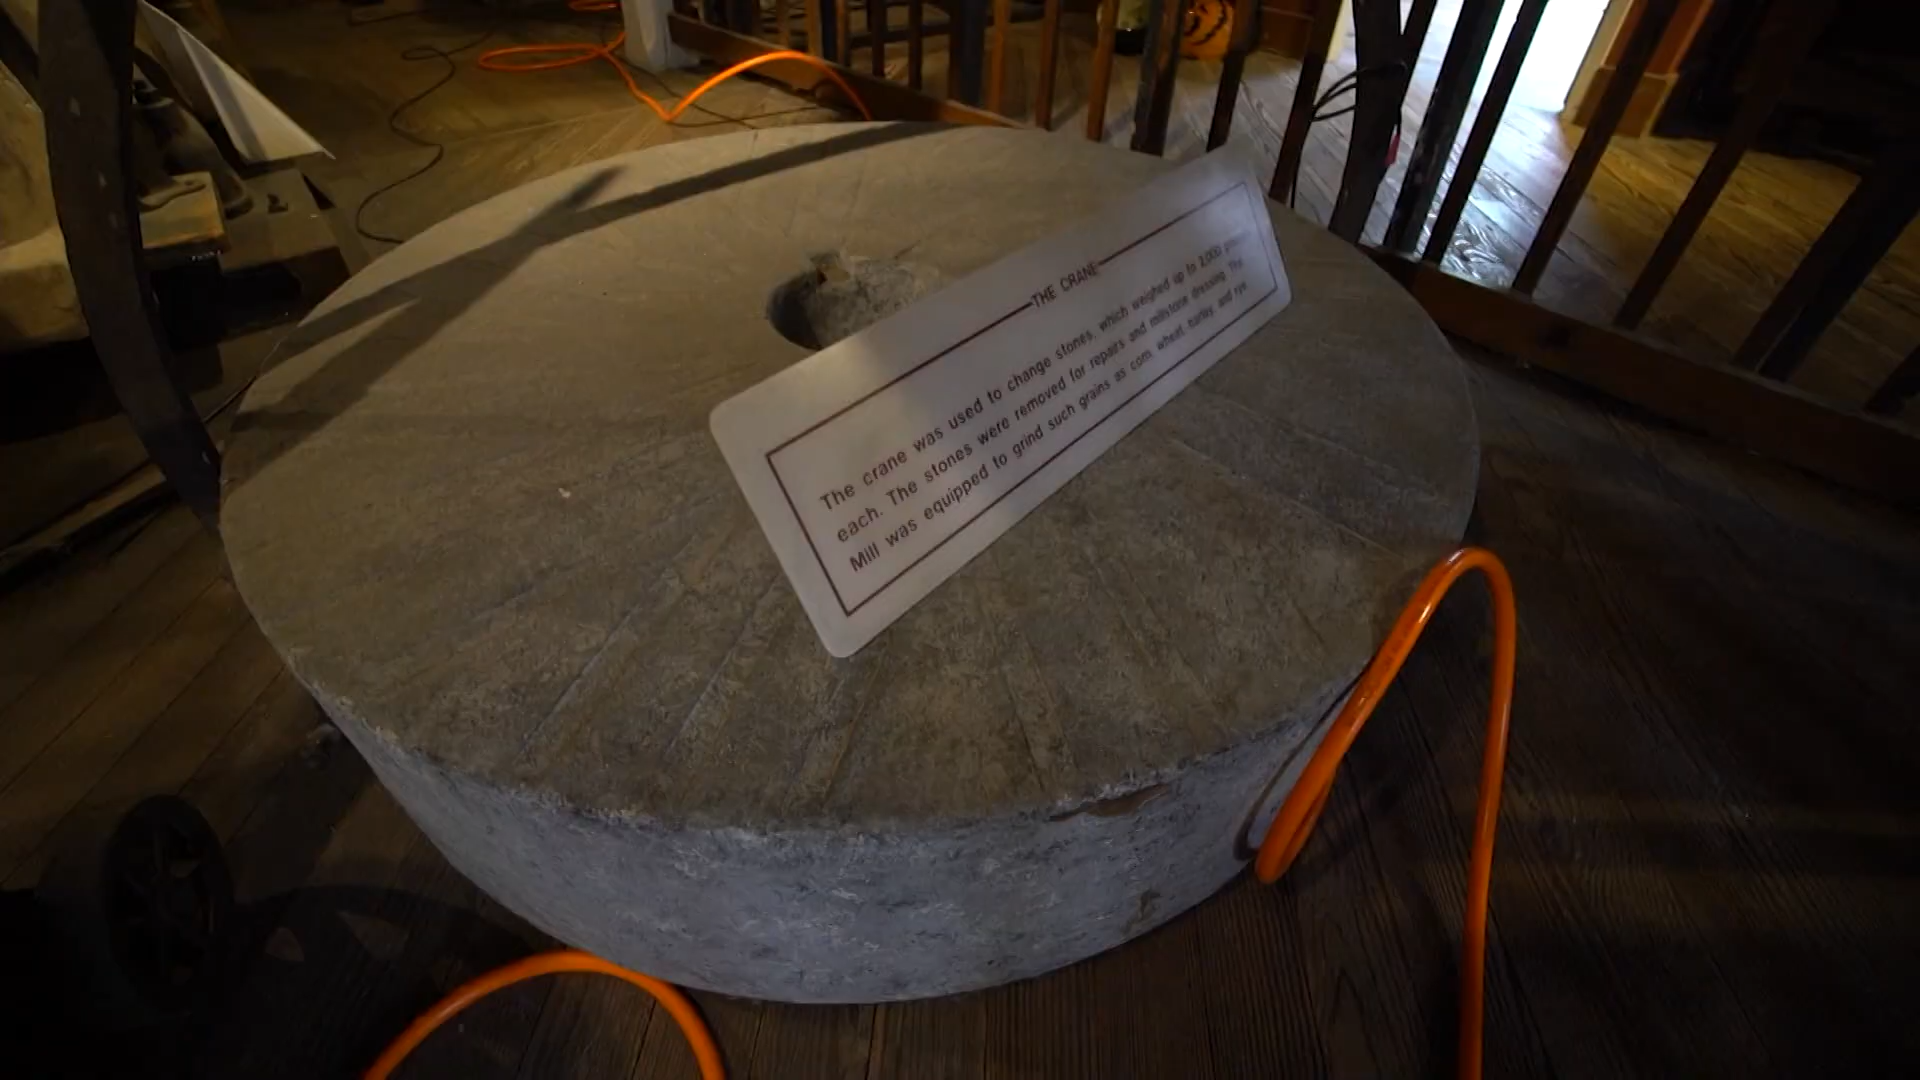 THE CRANE
The crane was used to change stones, which weighed up to 2,000 pounds
each. The stones were removed for repairs and millstone dressing. The
Mill was equipped to grind such grains as corn, wheat, barley, and rye